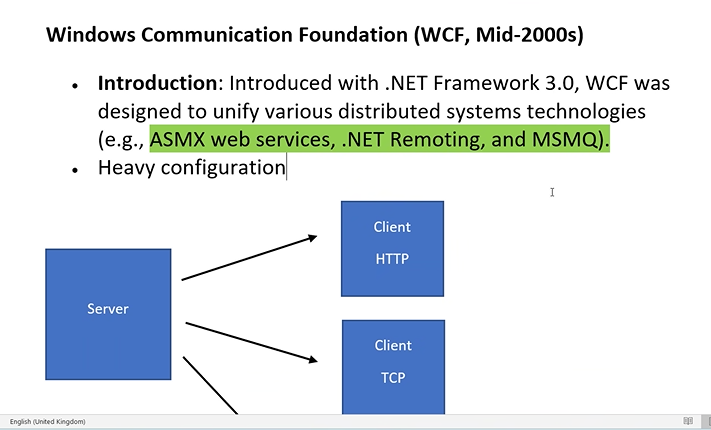 Windows Communication Foundation (WCF, Mid-2000s)
• Introduction: Introduced with .NET Framework 3.0, WCF was
designed to unify various distributed systems technologies
(e.g., ASMX web services, .NET Remoting, and MSMQ).
• Heavy configuration
Client
HTTP
Server
Client
TCP
English (United Kingdom)